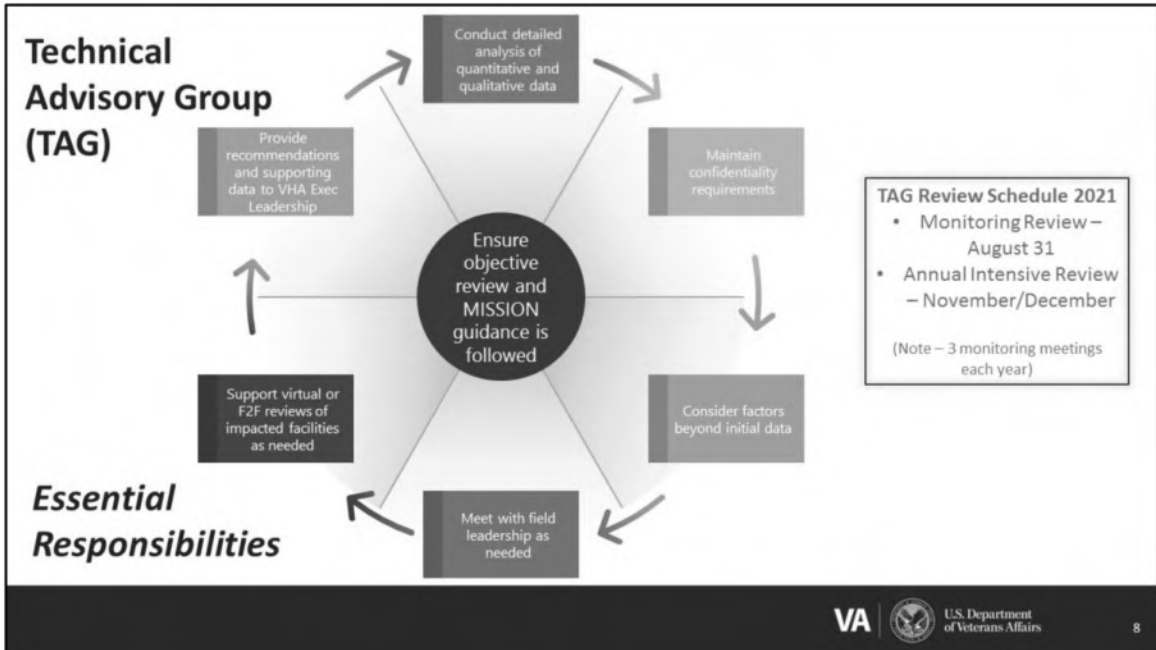 Technical
Advisory Group
(TAG)
Conduct detailed
analysis of
quantitative and
qualitative data
Maintain
confidentiality
requirements
Consider factors
beyond initial data
Meet with field
leadership as
needed
Support virtual or
F2F reviews of
impacted facilities
as needed
Provide
recommendations
and supporting
data to VHA Exec
Leadership
Ensure
objective
review and
MISSION
guidance is
followed
TAG Review Schedule 2021
• Monitoring Review –
August 31
• Annual Intensive Review
– November/December
(Note – 3 monitoring meetings
each year)
Essential
Responsibilities
VA
U.S. Department
of Veterans Affairs
8